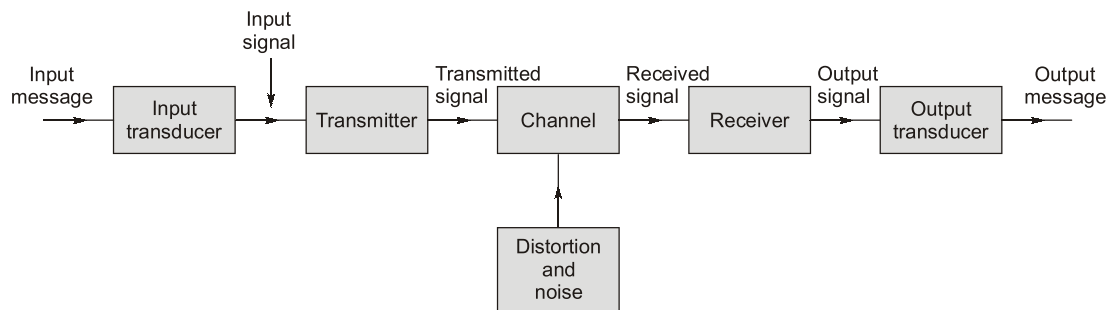 Input
signal
Input
message
Input
transducer
Transmitter
Transmitted
signal
Channel
Received
signal
Receiver
Output
signal
Output
transducer
Output
message
Distortion
and
noise